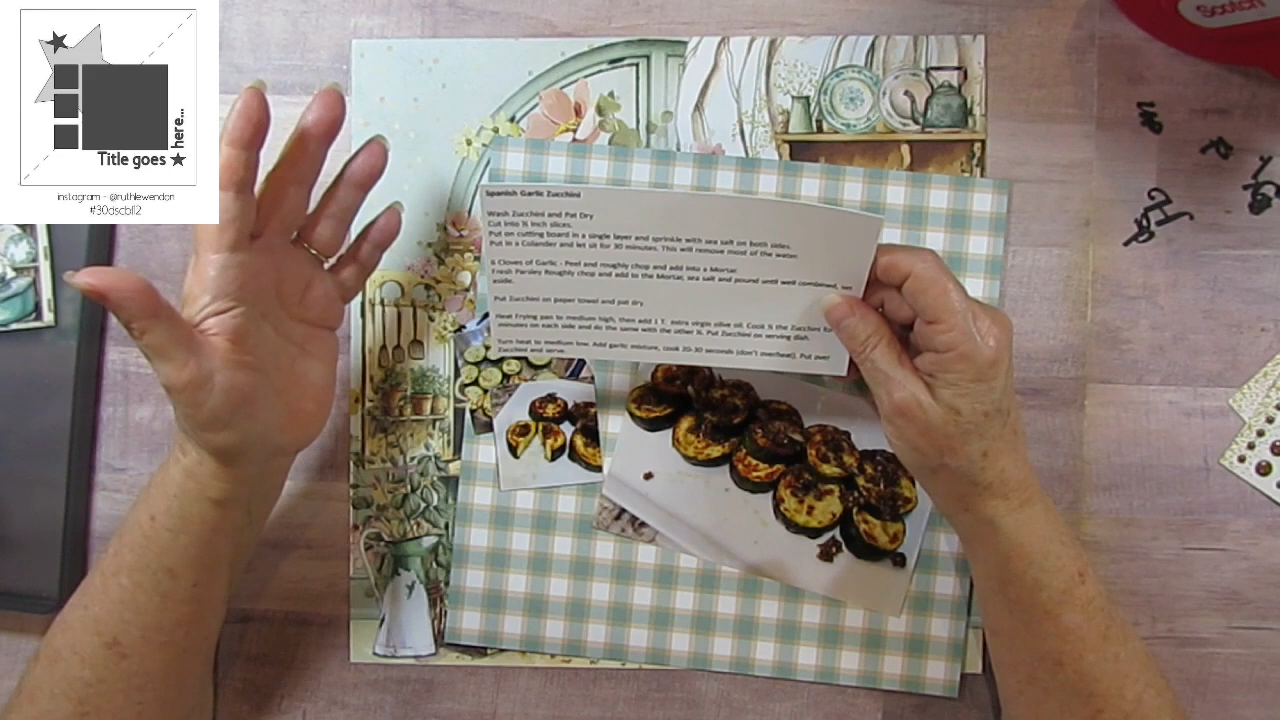 Title goes
here...
instagram - @ruthlewendon
#30dscbf12
Scotch
Spanish Garlic Zucchini
Wash Zucchini and Pat Dry
Cut into ½ inch slices.
Put on cutting board in a single layer and sprinkle with sea salt on both sides.
Put in a Colander and let sit for 30 minutes. This will remove most of the water.
6 Cloves of Garlic - Peel and roughly chop and add into a Mortar.
Fresh Parsley Roughly chop and add to the Mortar, sea salt and pound until well combined, set
aside.
Put Zucchini on paper towel and pat dry.
Heat Frying pan to medium high, then add 1 T. extra virgin olive oil. Cook ½ the Zucchini for
minutes on each side and do the same with the other ½. Put Zucchini on serving dish.
Turn heat to medium low. Add garlic mixture, cook 20-30 seconds (don't overheat). Put over
Zucchini and serve.